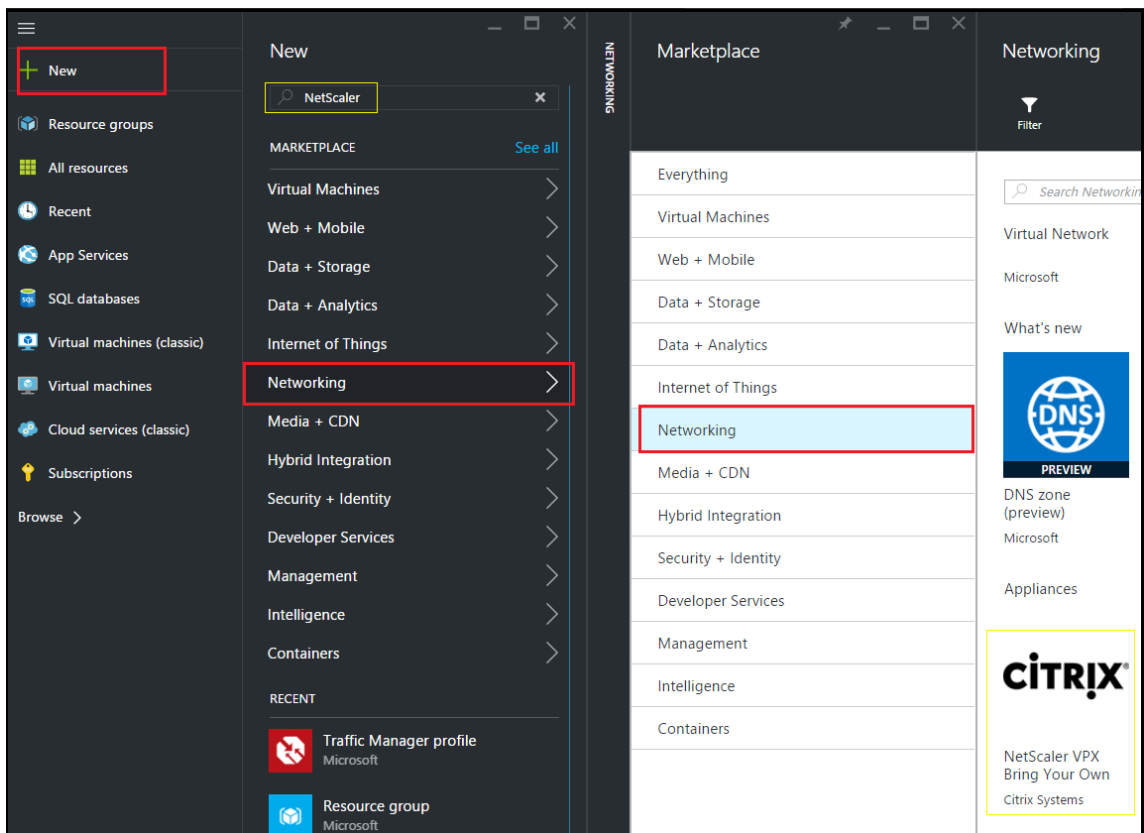 New
Resource groups
All resources
Recent
App Services
SQL
SQL databases
Virtual machines (classic)
Virtual machines
Cloud services (classic)
Subscriptions
Browse
New
NetScaler
MARKETPLACE
See all
Virtual Machines
Web + Mobile
Data + Storage
Data + Analytics
Internet of Things
Networking
Media + CDN
Hybrid Integration
Security + Identity
Developer Services
Management
Intelligence
Containers
RECENT
Traffic Manager profile
Microsoft
Resource group
Microsoft
NETWORKING
Marketplace
Everything
Virtual Machines
Web + Mobile
Data + Storage
Data + Analytics
Internet of Things
Networking
Media + CDN
Hybrid Integration
Security + Identity
Developer Services
Management
Intelligence
Containers
Networking
Filter
Search Networkin
Virtual Network
Microsoft
What's new
DNS
PREVIEW
DNS zone
(preview)
Microsoft
Appliances
CITRIX
NetScaler VPX
Bring Your Own
Citrix Systems